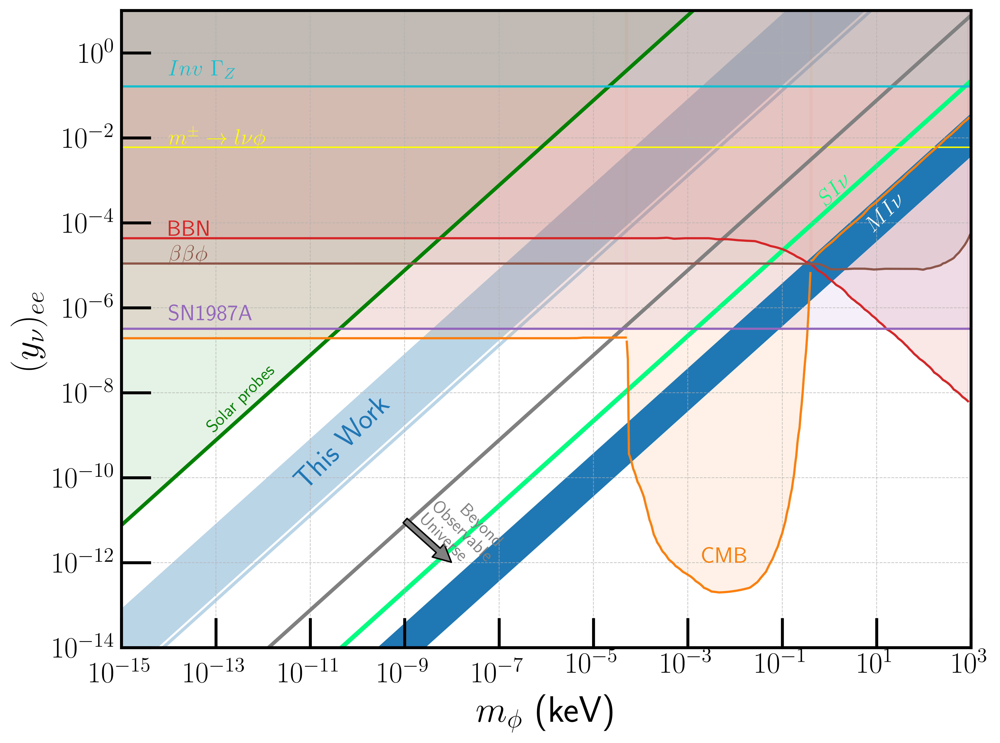 Inv Γ_Z
m^± → lνφ
BBN
ββφ
SN1987A
Solar probes
This Work
SIν
MIν
Beyond
Observable
Universe
CMB
(y_ν)_ee
10^0
10^−2
10^−4
10^−6
10^−8
10^−10
10^−12
10^−14
10^−15 10^−13 10^−11 10^−9 10^−7 10^−5 10^−3 10^−1 10^1 10^3
m_ϕ (keV)